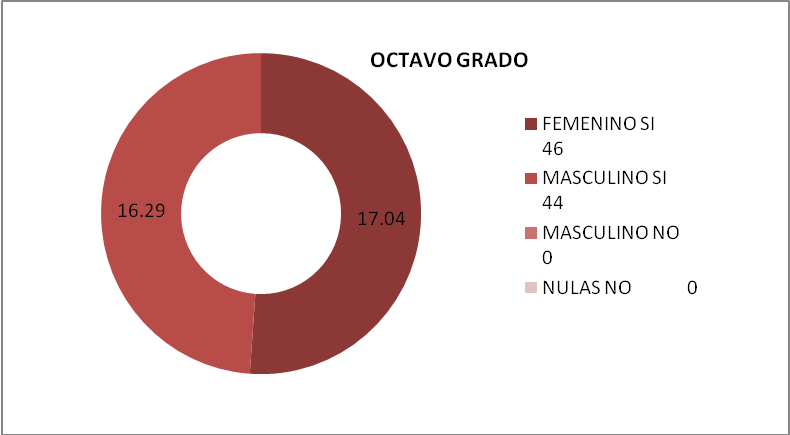 OCTAVO GRADO
16.29
17.04
FEMENINO SI
46
MASCULINO SI
44
MASCULINO NO
0
NULAS NO 0